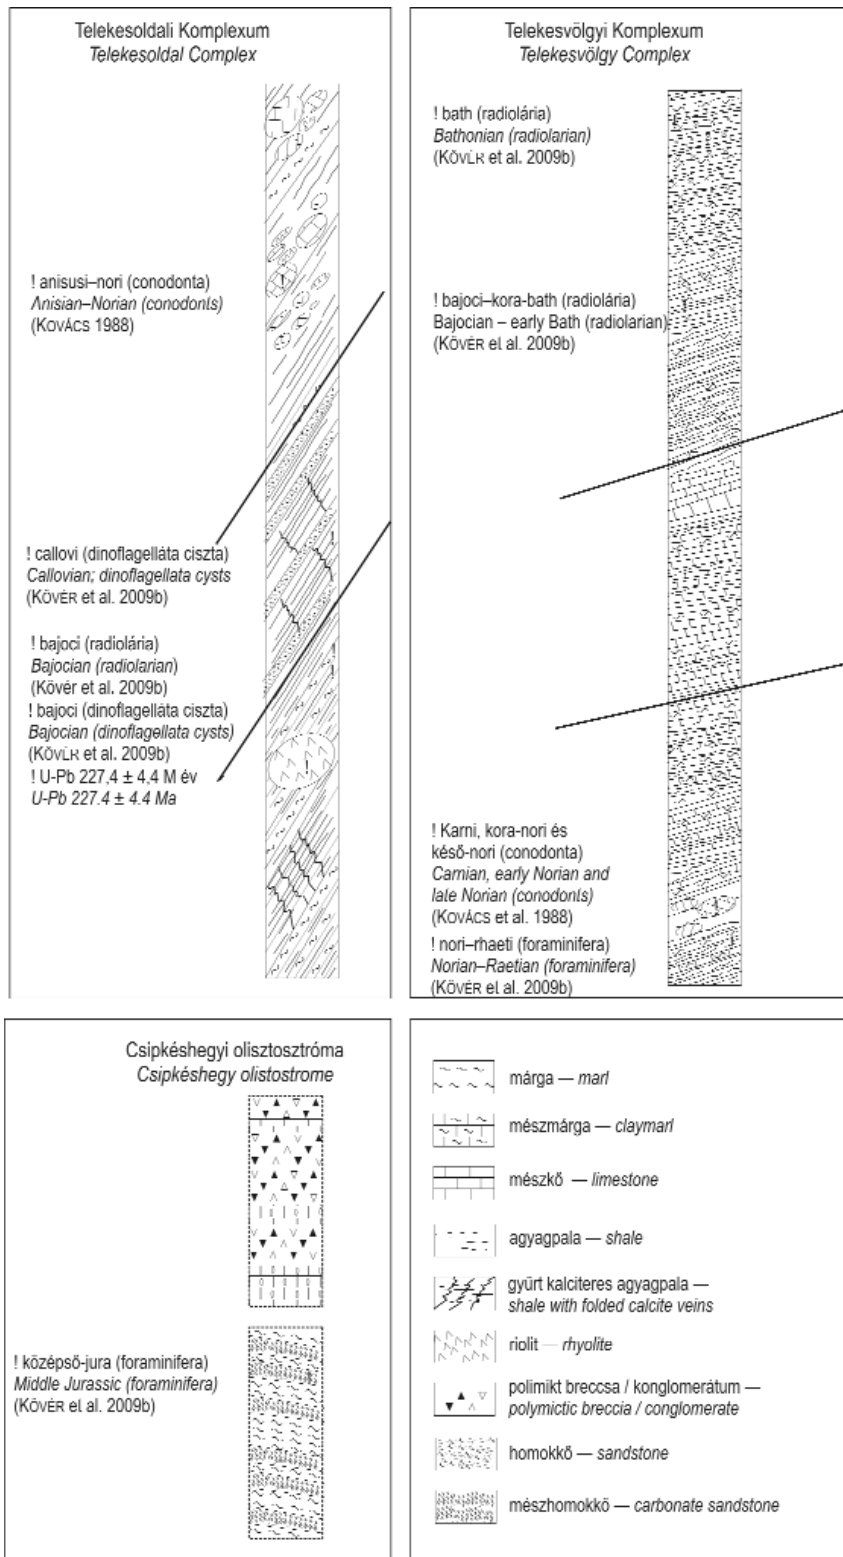 Telekesoldali Komplexum
Telekesoldal Complex
! anisusi–nori (conodonta)
Anisian–Norian (conodonts)
(KOVÁCS 1988)
! callovi (dinoflagelláta ciszta)
Callovian; dinoflagellata cysts
(KÖVÉR et al. 2009b)
! bajoci (radiolária)
Bajocian (radiolarian)
(Kövér et al. 2009b)
! bajoci (dinoflagelláta ciszta)
Bajocian (dinoflagellata cysts)
(KÖVÉR et al. 2009b)
! U-Pb 227,4 ± 4,4 M év
U-Pb 227.4 ± 4.4 Ma
Telekesvölgyi Komplexum
Telekesvölgy Complex
! bath (radiolária)
Bathonian (radiolarian)
(KÖVÉR et al. 2009b)
! bajoci–kora-bath (radiolária)
Bajocian – early Bath (radiolarian)
(KÖVÉR et al. 2009b)
! Karni, kora-nori és
késő-nori (conodonta)
Carnian, early Norian and
late Norian (conodonts)
(KOVÁCS et al. 1988)
! nori–rhaeti (foraminifera)
Norian–Raetian (foraminifera)
(KÖVÉR et al. 2009b)
Csipkéshegyi olisztosztróma
Csipkéshegy olistostrome
! középső-jura (foraminifera)
Middle Jurassic (foraminifera)
(KÖVÉR et al. 2009b)
márga — marl
mészmárga — claymarl
mészkő — limestone
agyagpala — shale
gyűrt kalciteres agyagpala —
shale with folded calcite veins
riolit — rhyolite
polimikt breccsa / konglomerátum —
polymictic breccia / conglomerate
homokkő — sandstone
mészhomokkő — carbonate sandstone